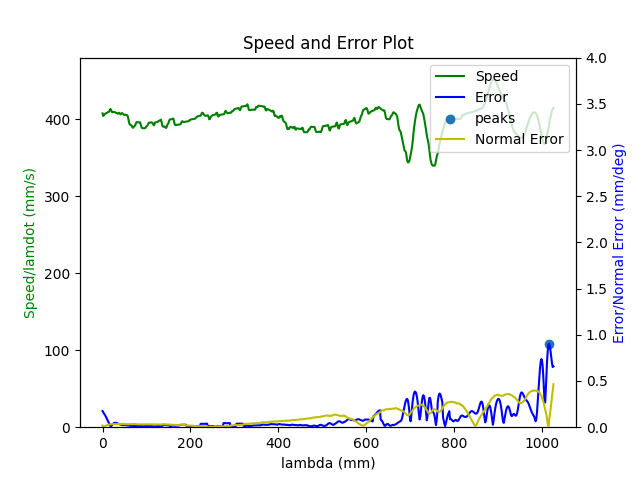 Speed and Error Plot
Speed
Error
peaks
Normal Error
Speed/lamdot (mm/s)
400
300
200
100
0
4.0
3.5
3.0
2.5
2.0
1.5
1.0
0.5
0.0
Error/Normal Error (mm/deg)
0
200
400
600
800
1000
lambda (mm)